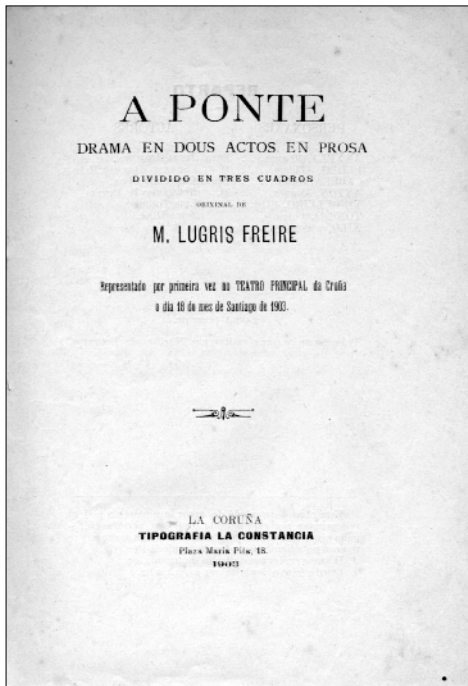 A PONTE
DRAMA EN DOUS ACTOS EN PROSA
DIVIDIDO EN TRES CUADROS
ORIXINAL DE
M. LUGRIS FREIRE
Representado por primeira vez no TEATRO PRINCIPAL da Cruña
o dia 18 do mes de Santiago de 1903.
LA CORUÑA
TIPOGRAFIA LA CONSTANCIA
Plaza María Pita, 18.
1903